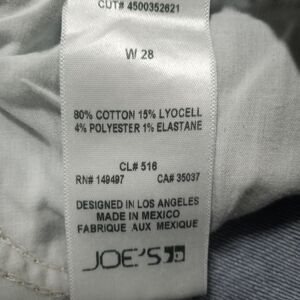 CUT# 4500352621
W 28
80% COTTON 15% LYOCELL
4% POLYESTER 1% ELASTANE
CL# 516
RN# 149497 CA# 35037
DESIGNED IN LOS ANGELES
MADE IN MEXICO
FABRIQUE AUX MEXIQUE
JOE'S